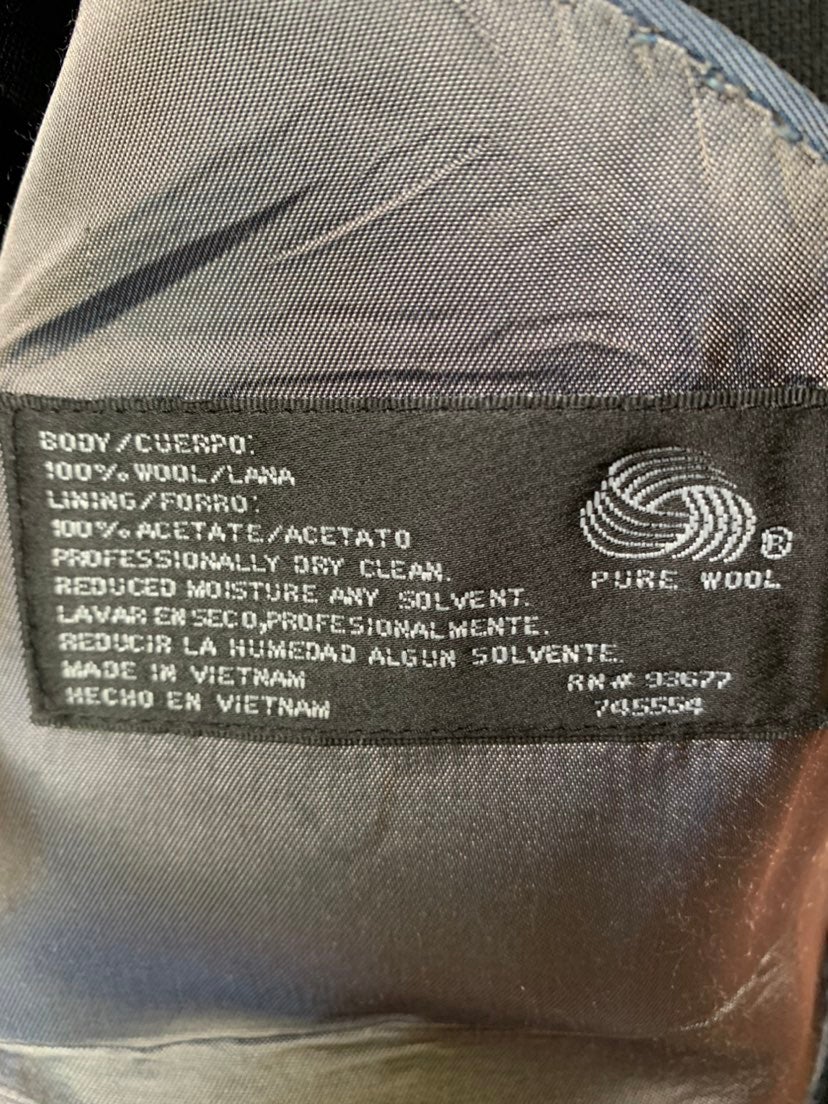 BODY/CUERPO:
100% WOOL/LANA
LINING/FORRO:
100% ACETATE/ACETATO
PROFESSIONALLY DRY CLEAN.
REDUCED MOISTURE ANY SOLVENT.
LAVAR EN SECO,PROFESIONALMENTE.
REDUCIR LA HUMEDAD ALGUN SOLVENTE.
MADE IN VIETNAM
HECHO EN VIETNAM
®
PURE WOOL
RN# 93677
745554